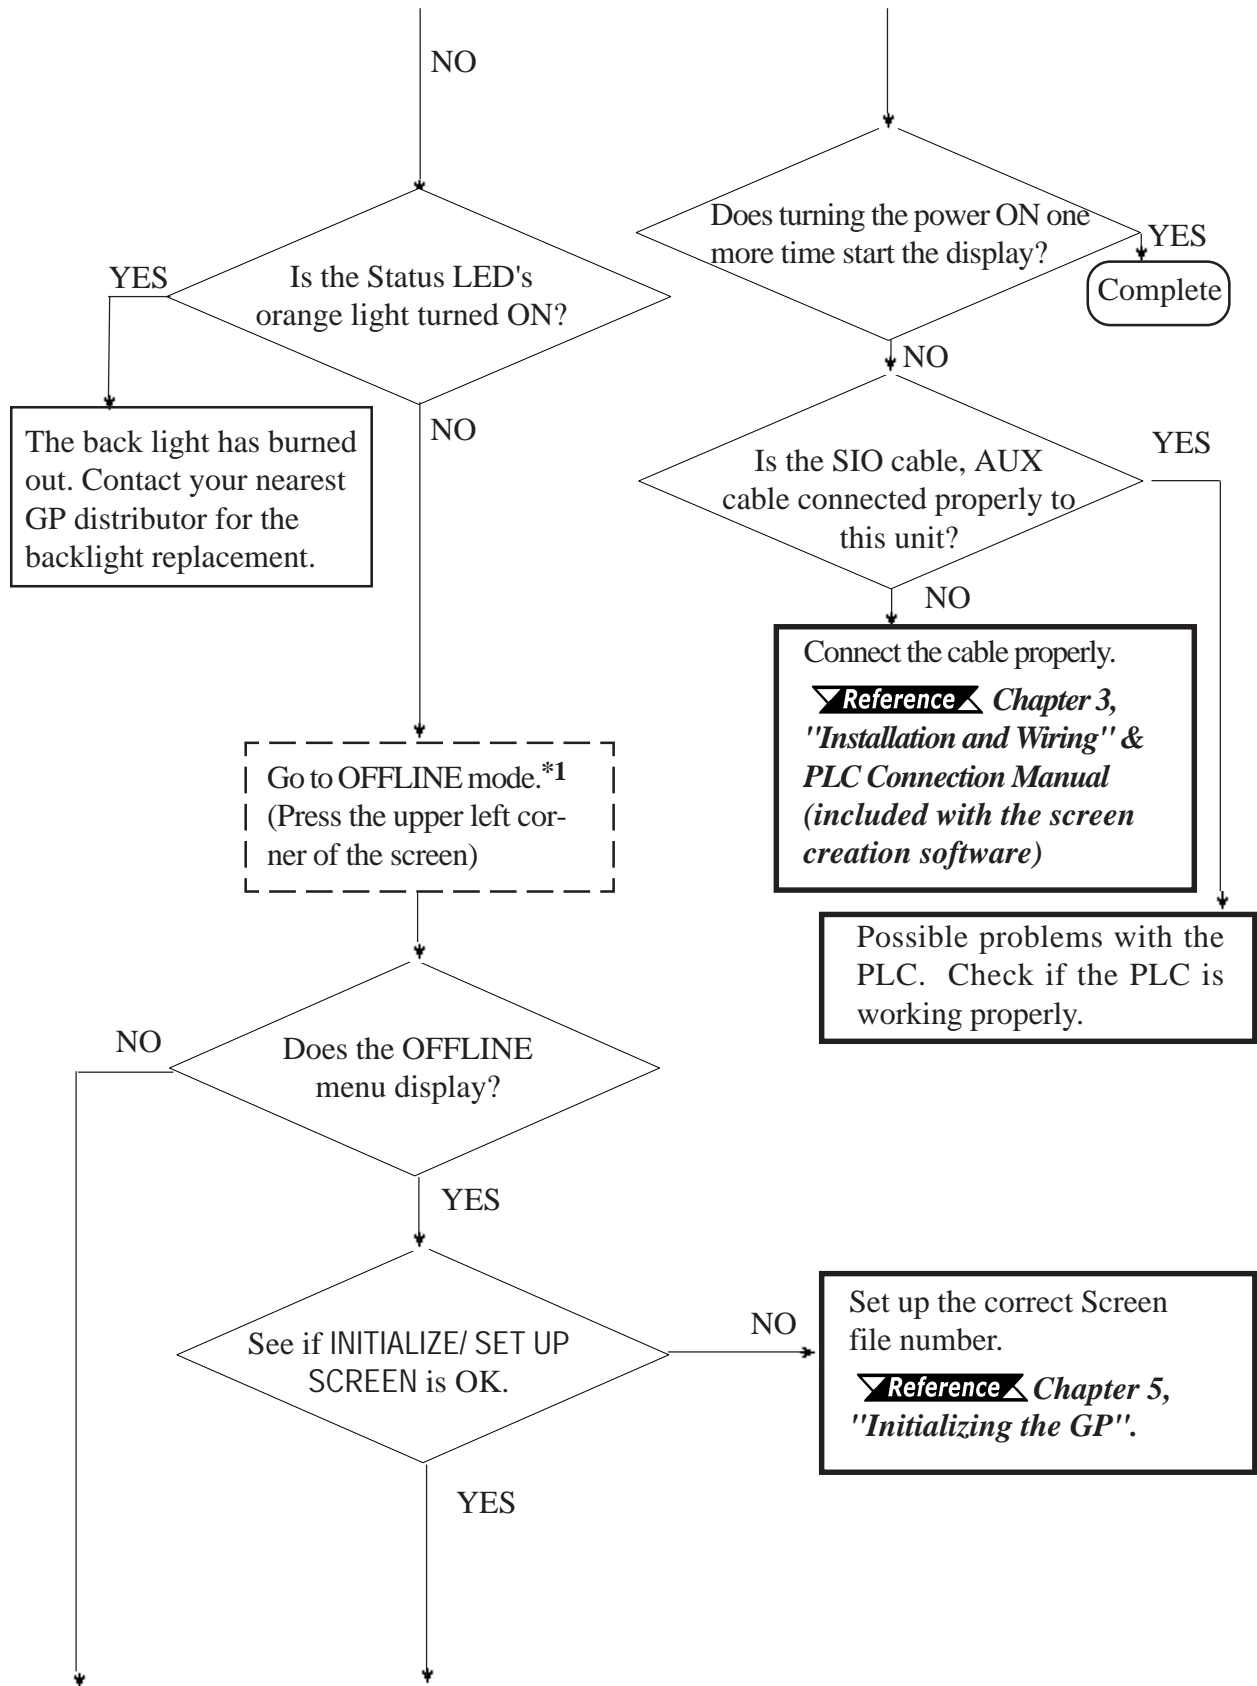 NO
Is the Status LED's
orange light turned ON?
YES
The back light has burned
out. Contact your nearest
GP distributor for the
backlight replacement.
NO
Go to OFFLINE mode.*1
(Press the upper left cor-
ner of the screen)
Does the OFFLINE
menu display?
NO
YES
See if INITIALIZE/ SET UP
SCREEN is OK.
NO
Set up the correct Screen
file number.
Reference Chapter 5,
"Initializing the GP".
YES
Does turning the power ON one
more time start the display?
YES
Complete
NO
Is the SIO cable, AUX
cable connected properly to
this unit?
YES
NO
Connect the cable properly.
Reference Chapter 3,
"Installation and Wiring" &
PLC Connection Manual
(included with the screen
creation software)
Possible problems with the
PLC. Check if the PLC is
working properly.